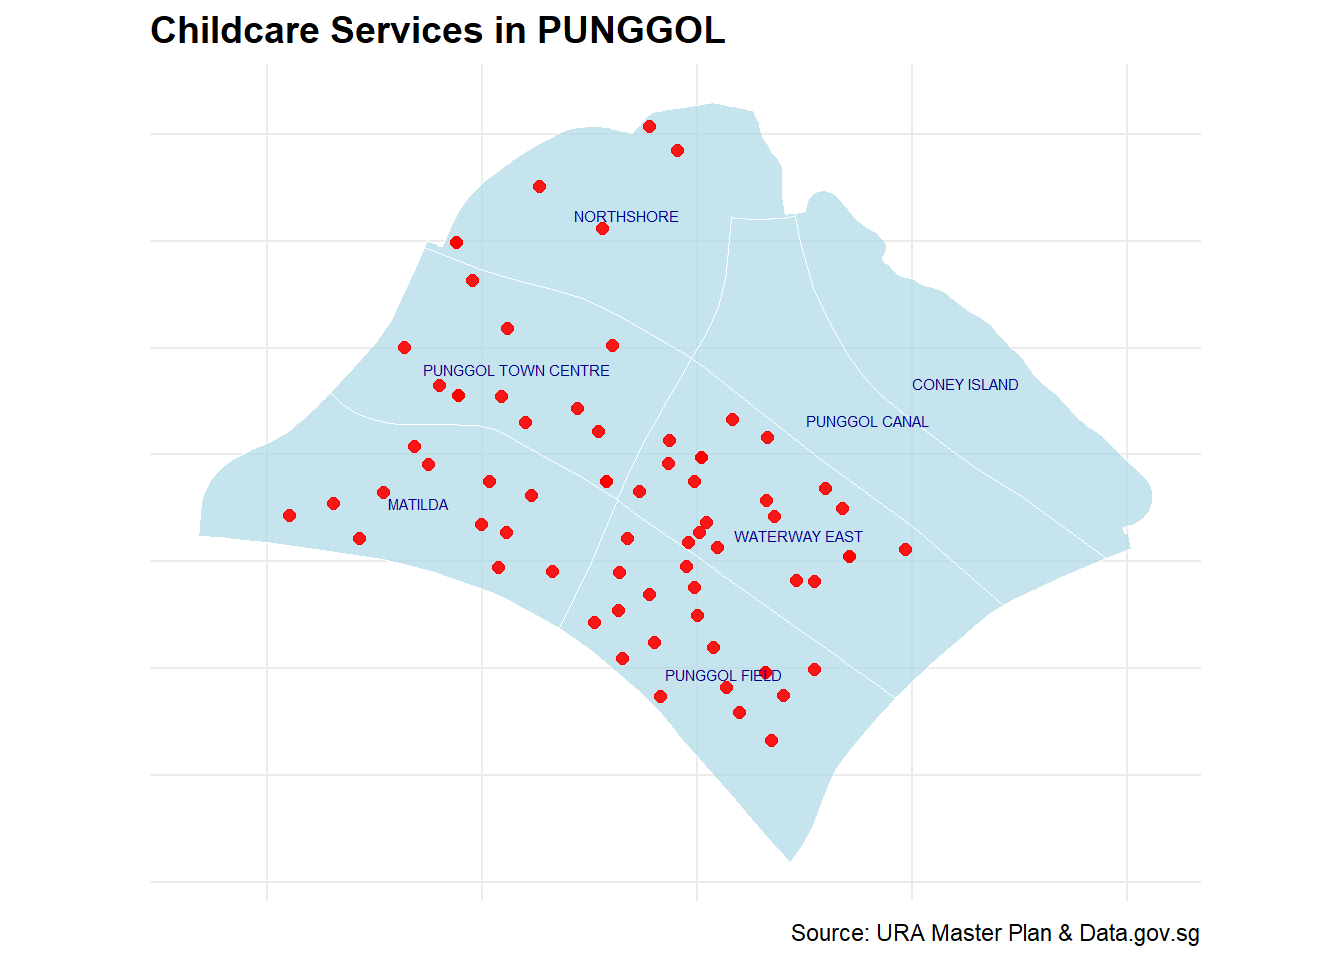 Childcare Services in PUNGGOL
NORTHSHORE
PUNGGOL TOWN CENTRE
CONEY ISLAND
PUNGGOL CANAL
MATILDA
WATERWAY EAST
PUNGGOL FIELD
Source: URA Master Plan & Data.gov.sg